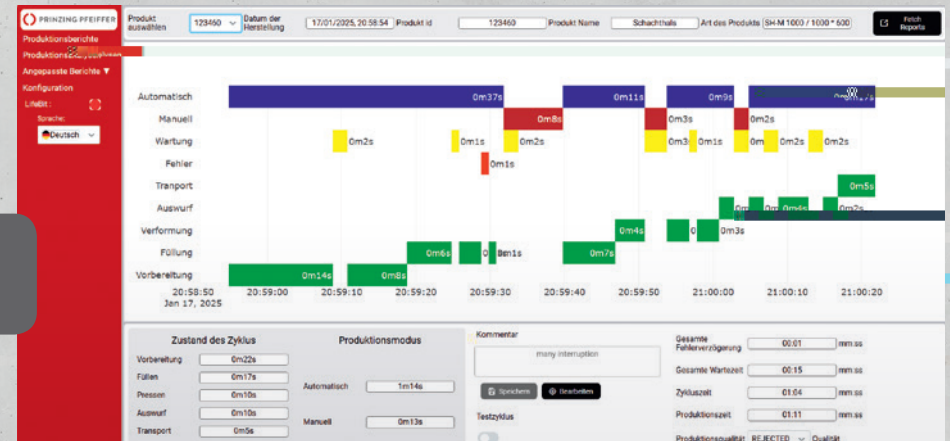 PRINZING PFEIFFER
Produktionsberichte
Angepasste Berichte ▼
Konfiguration
LifeBit :
Sprache:
Deutsch
Produkt auswählen
123460
Datum der Herstellung
17/01/2025, 20:58:54
Produkt id
123460
Produkt Name
Schachthals
Art des Produkts
SH-M 1000 / 1000 * 600
Fetch Reports
Automatisch
0m37s
0m11s
0m9s
Manuell
0m8s
0m3s
0m2s
Wartung
0m2s
0m1s
0m2s
0m3
0m1s
0m
0m2s
0m2s
Fehler
0m1s
Tranport
0m5s
Auswurf
0m2s
Verformung
0m4s
0
0m3s
Füllung
0m6s
0
0m7s
Vorbereitung
0m14s
0m8s
20:58:50
20:59:00
20:59:10
20:59:20
20:59:30
20:59:40
20:59:50
21:00:00
21:00:10
21:00:20
Jan 17, 2025
Zustand des Zyklus
Vorbereitung
0m22s
Füllen
0m17s
Pressen
0m10s
Auswurf
0m10s
Transport
0m5s
Produktionsmodus
Automatisch
1m14s
Manuell
0m13s
Kommentar
many interruption
Speichern
Bearbeiten
Testzyklus
Gesamte Fehlerverzögerung
00:01
mm:ss
Gesamte Wartezeit
00:15
mm:ss
Zykluszeit
01:04
mm:ss
Produktionszeit
01:11
mm:ss
Produktionsqualität
REJECTED
Qualität